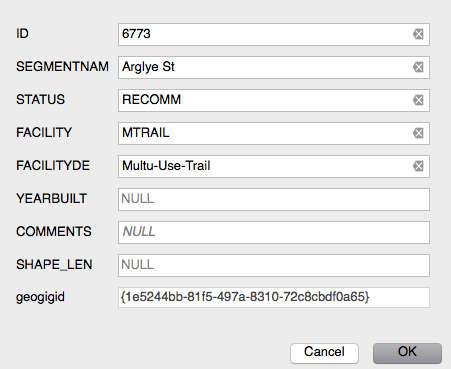 ID 6773
SEGMENTNAM Arglye St
STATUS RECOMM
FACILITY MTRAIL
FACILITYDE Multu-Use-Trail
YEARBUILT NULL
COMMENTS NULL
SHAPE_LEN NULL
geogigid {1e5244bb-81f5-497a-8310-72c8cbdf0a65}
Cancel OK